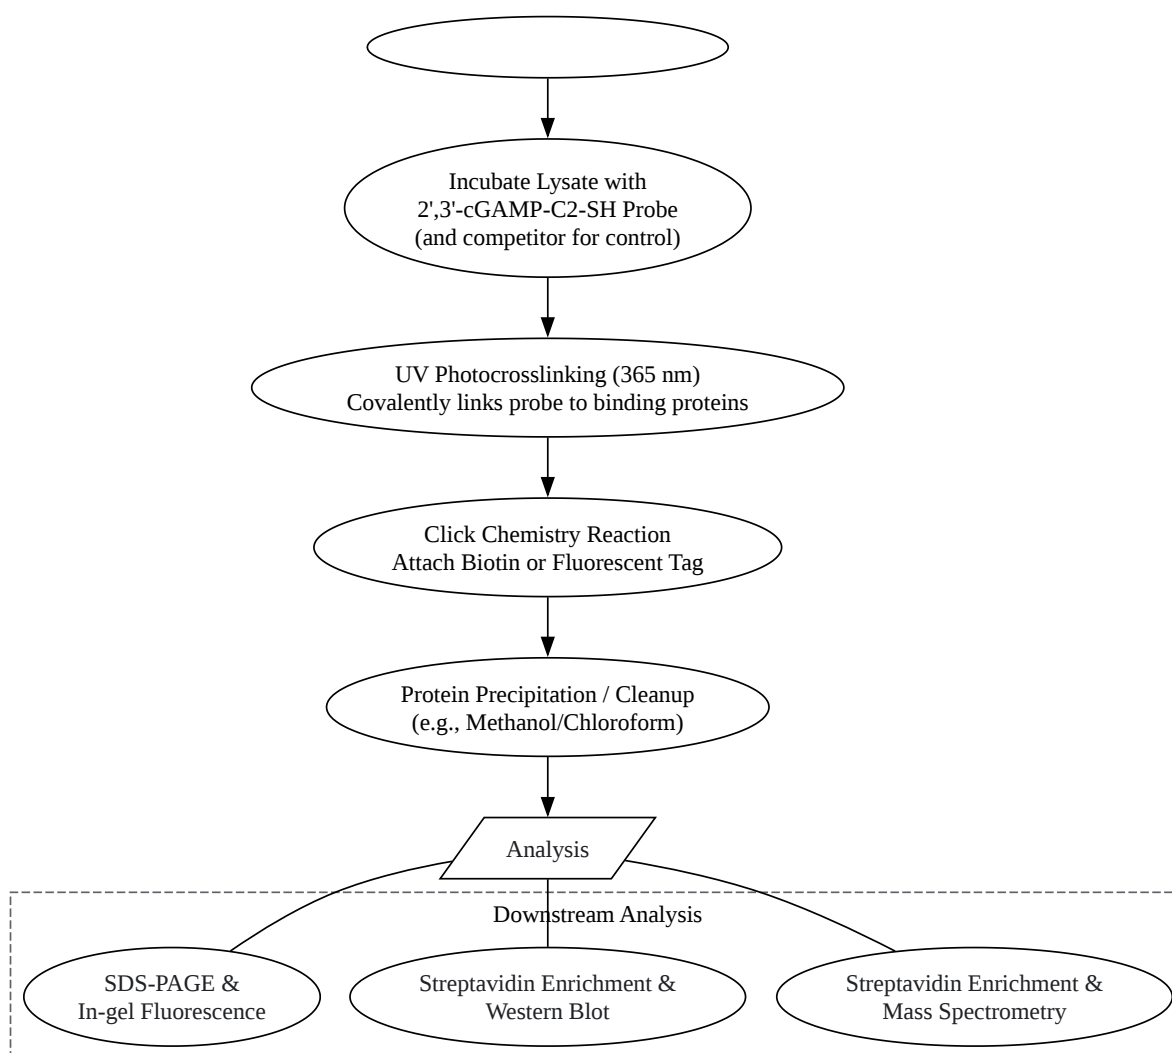 Incubate Lysate with
2',3'-cGAMP-C2-SH Probe
(and competitor for control)
UV Photocrosslinking (365 nm)
Covalently links probe to binding proteins
Click Chemistry Reaction
Attach Biotin or Fluorescent Tag
Protein Precipitation / Cleanup
(e.g., Methanol/Chloroform)
Analysis
Downstream Analysis
SDS-PAGE &
In-gel Fluorescence
Streptavidin Enrichment &
Western Blot
Streptavidin Enrichment &
Mass Spectrometry